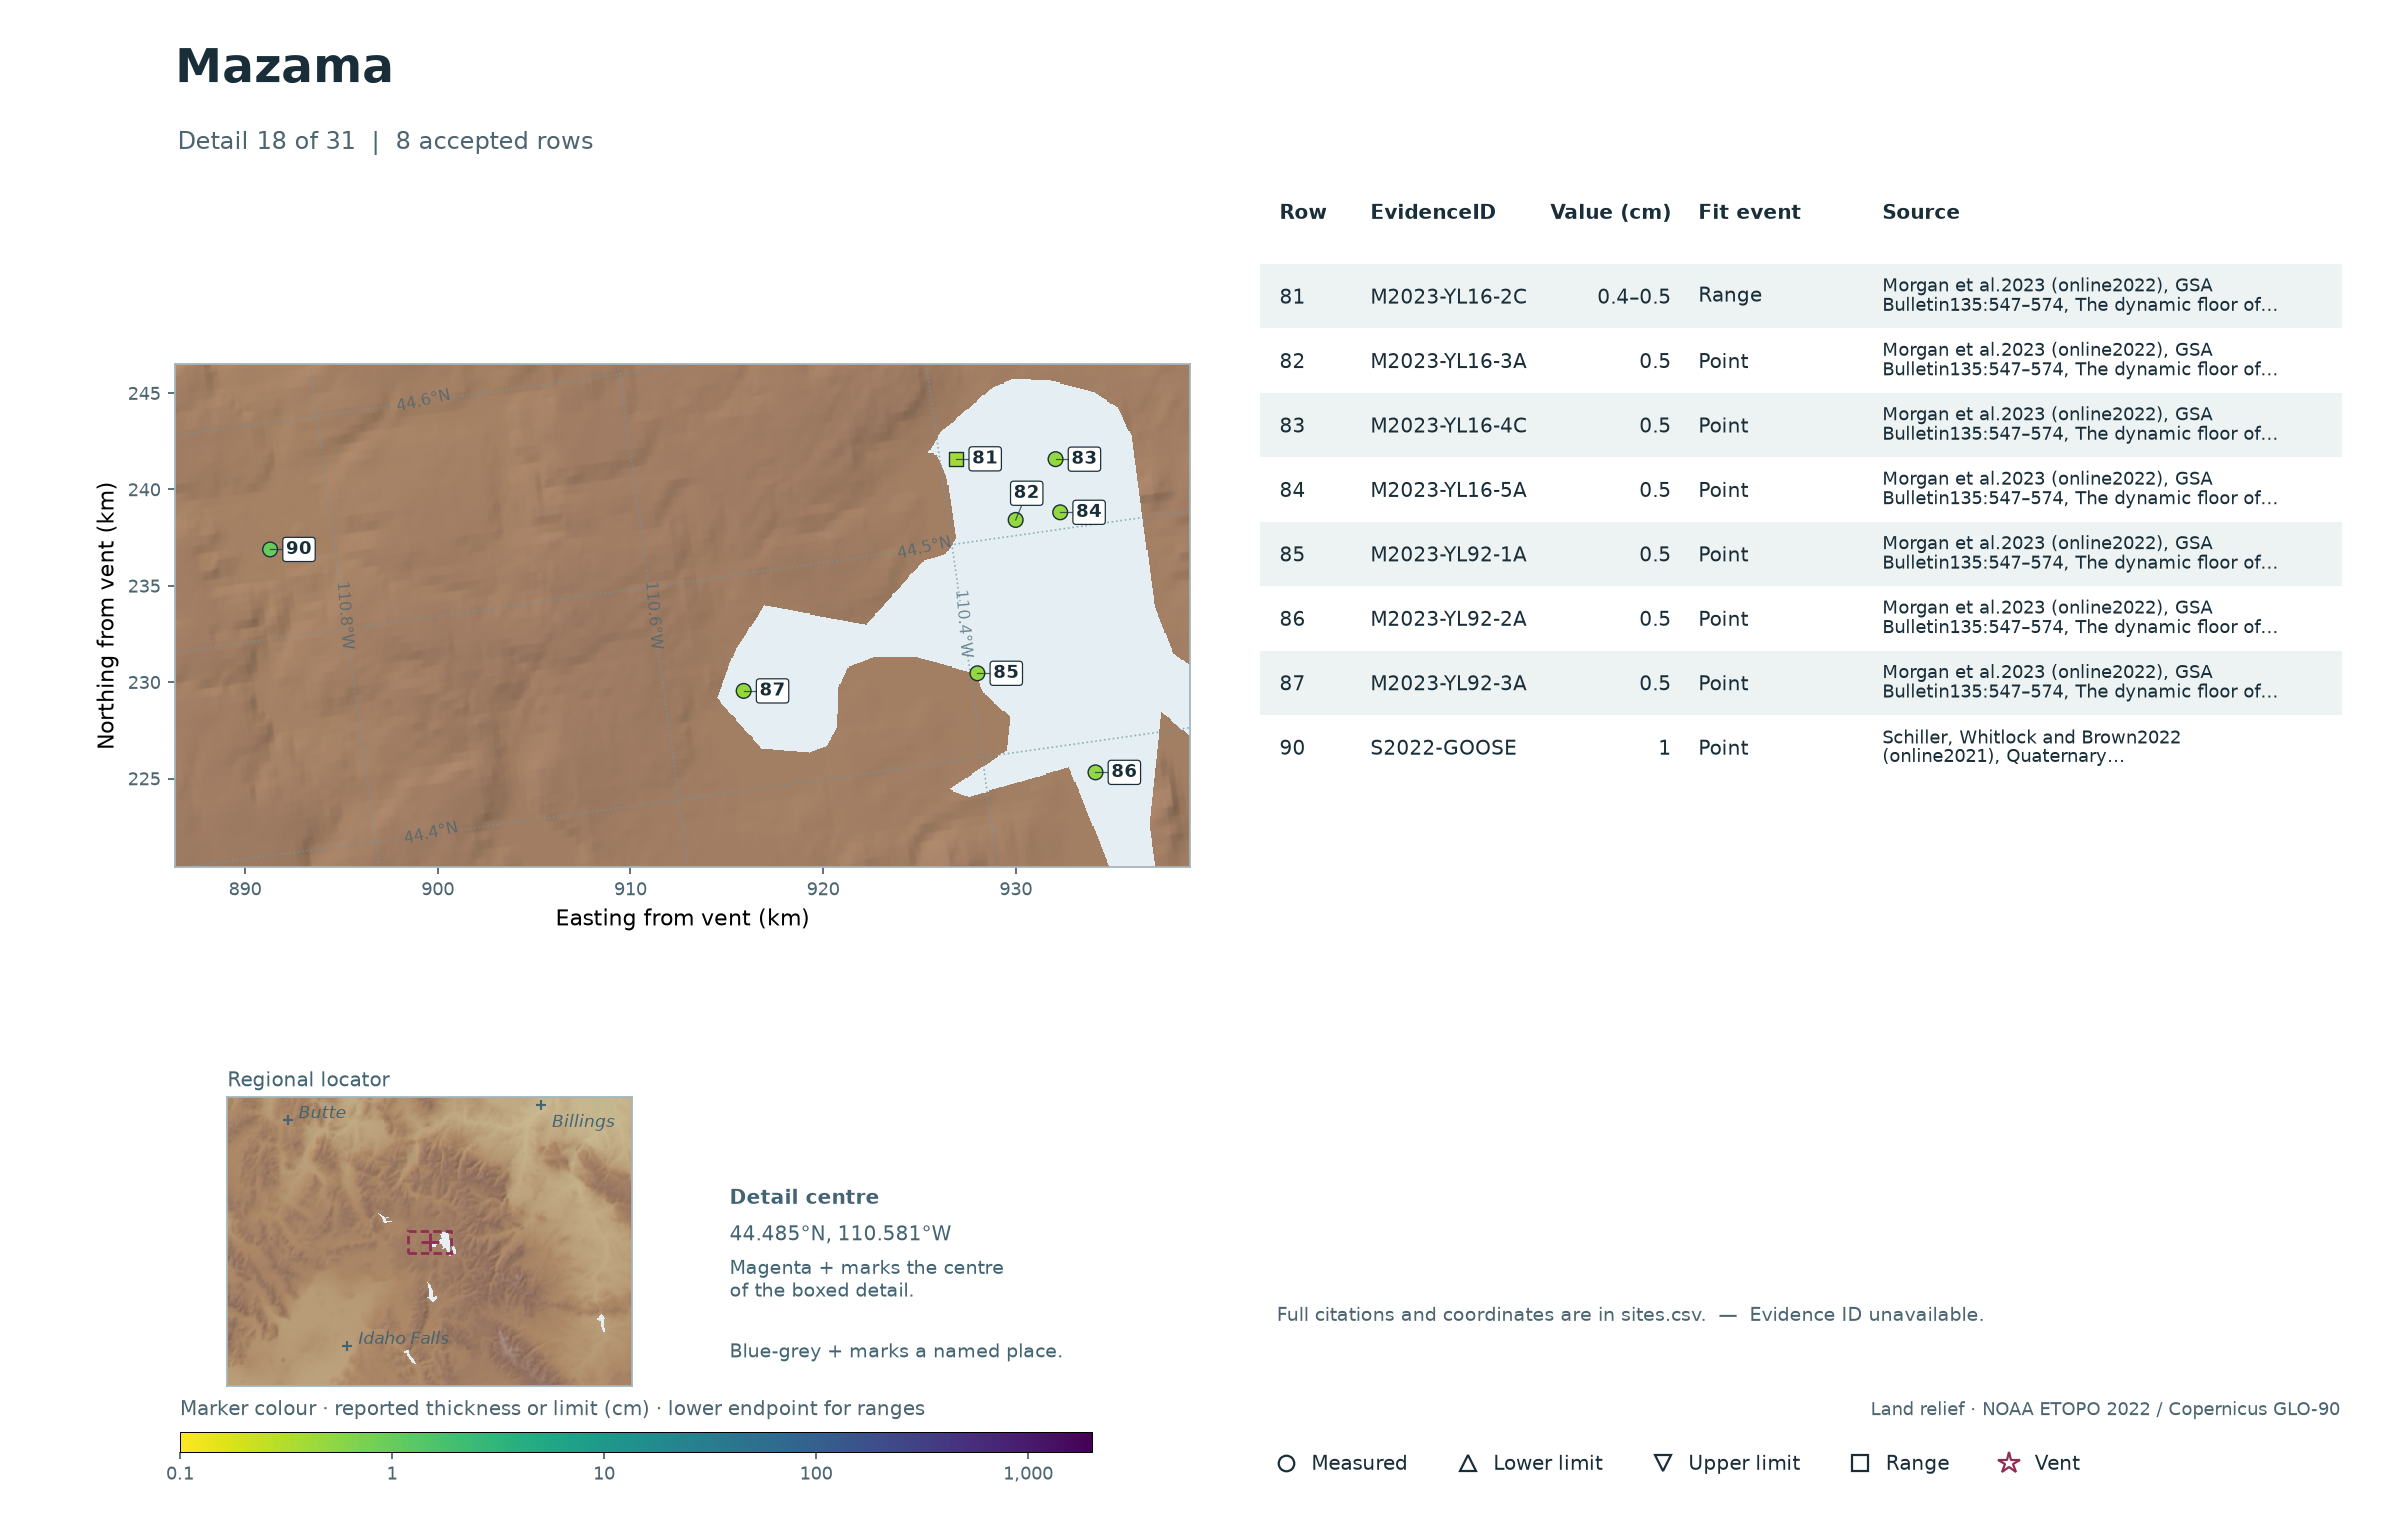 Mazama
Detail 18 of 31 | 8 accepted rows
Row EvidenceID Value (cm) Fit event Source
81 M2023-YL16-2C 0.4–0.5 Range Morgan et al.2023 (online2022), GSA
Bulletin135:547–574, The dynamic floor of…
82 M2023-YL16-3A 0.5 Point Morgan et al.2023 (online2022), GSA
Bulletin135:547–574, The dynamic floor of…
83 M2023-YL16-4C 0.5 Point Morgan et al.2023 (online2022), GSA
Bulletin135:547–574, The dynamic floor of…
84 M2023-YL16-5A 0.5 Point Morgan et al.2023 (online2022), GSA
Bulletin135:547–574, The dynamic floor of…
85 M2023-YL92-1A 0.5 Point Morgan et al.2023 (online2022), GSA
Bulletin135:547–574, The dynamic floor of…
86 M2023-YL92-2A 0.5 Point Morgan et al.2023 (online2022), GSA
Bulletin135:547–574, The dynamic floor of…
87 M2023-YL92-3A 0.5 Point Morgan et al.2023 (online2022), GSA
Bulletin135:547–574, The dynamic floor of…
90 S2022-GOOSE 1 Point Schiller, Whitlock and Brown2022
(online2021), Quaternary…
Northing from vent (km)
245
240
235
230
225
44.6°N
44.5°N
44.4°N
110.8°W
110.6°W
110.4°W
81
83
82
84
90
85
87
86
890 900 910 920 930
Easting from vent (km)
Regional locator
Butte
Billings
Idaho Falls
Detail centre
44.485°N, 110.581°W
Magenta + marks the centre
of the boxed detail.
Blue-grey + marks a named place.
Full citations and coordinates are in sites.csv. — Evidence ID unavailable.
Marker colour · reported thickness or limit (cm) · lower endpoint for ranges
0.1 1 10 100 1,000
Land relief · NOAA ETOPO 2022 / Copernicus GLO-90
Measured Lower limit Upper limit Range Vent